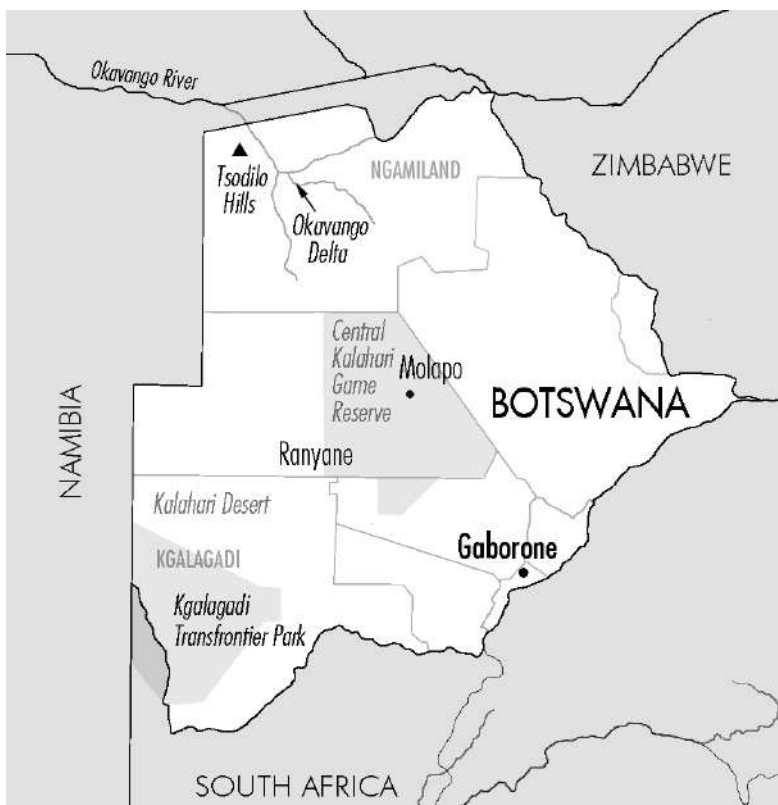 Okavango River
ZIMBABWE
NGAMILAND
Tsodilo
Hills
Okavango
Delta
Central
Kalahari
Game
Reserve
Molapo
BOTSWANA
NAMIBIA
Ranyane
Kalahari Desert
Gaborone
KGALAGADI
Kgalagadi
Transfrontier Park
SOUTH AFRICA